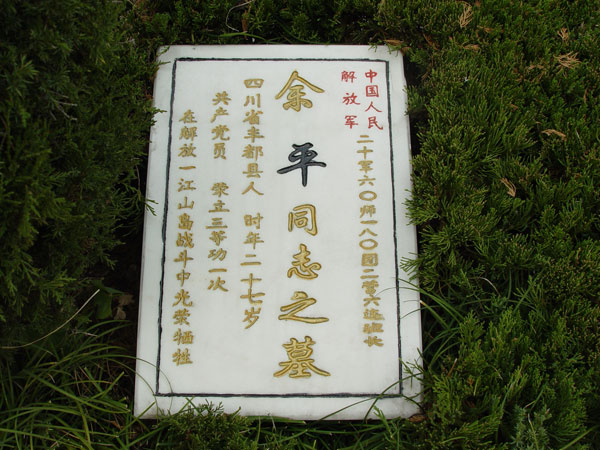 中国人民
解放军
二十军六〇师一八〇团二营六连班长
余平同志之墓
四川省丰都县人 时年二十七岁
共产党员 荣立三等功一次
在解放一江山岛战斗中光荣牺牲